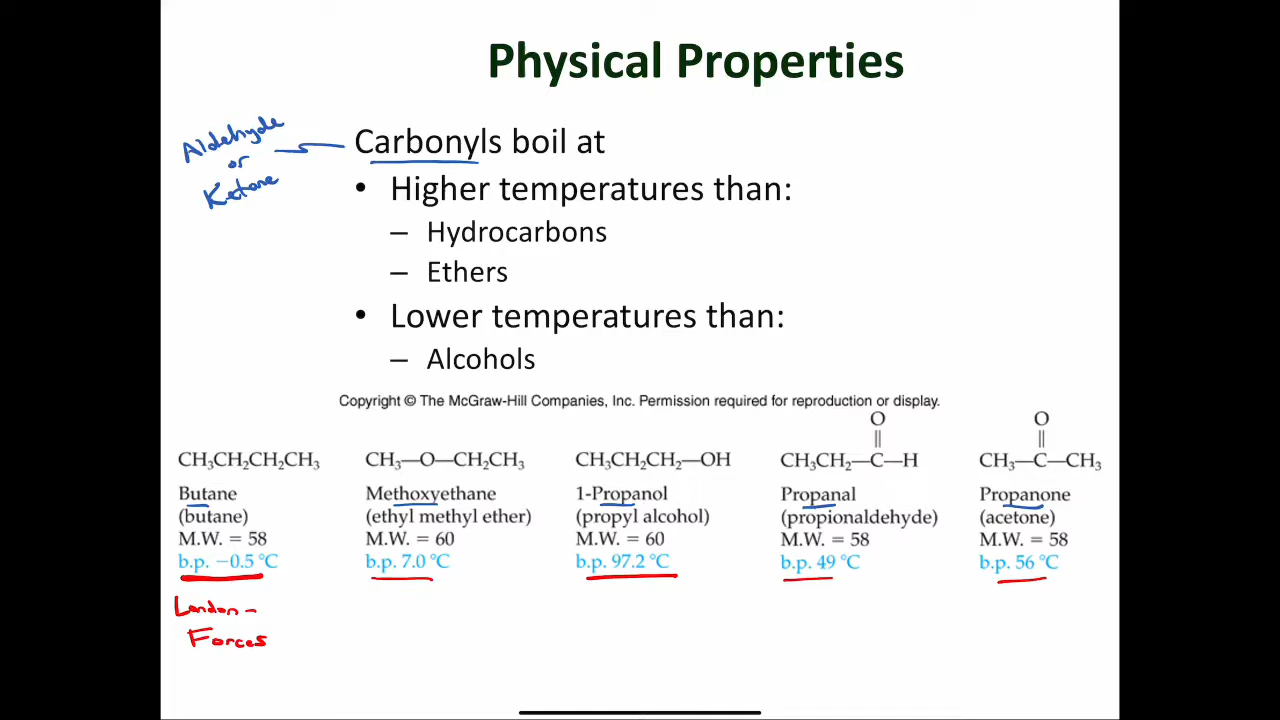 Physical Properties
Aldehyde
or
Ketone
Carbonyls boil at
• Higher temperatures than:
– Hydrocarbons
– Ethers
• Lower temperatures than:
– Alcohols
Copyright © The McGraw-Hill Companies, Inc. Permission required for reproduction or display.
O
||
CH₃CH₂CH₂CH₃
Butane
(butane)
M.W. = 58
b.p. −0.5 °C
London
Forces
CH₃—O—CH₂CH₃
Methoxyethane
(ethyl methyl ether)
M.W. = 60
b.p. 7.0 °C
CH₃CH₂CH₂—OH
1-Propanol
(propyl alcohol)
M.W. = 60
b.p. 97.2 °C
CH₃CH₂—C—H
Propanal
(propionaldehyde)
M.W. = 58
b.p. 49 °C
O
||
CH₃—C—CH₃
Propanone
(acetone)
M.W. = 58
b.p. 56 °C